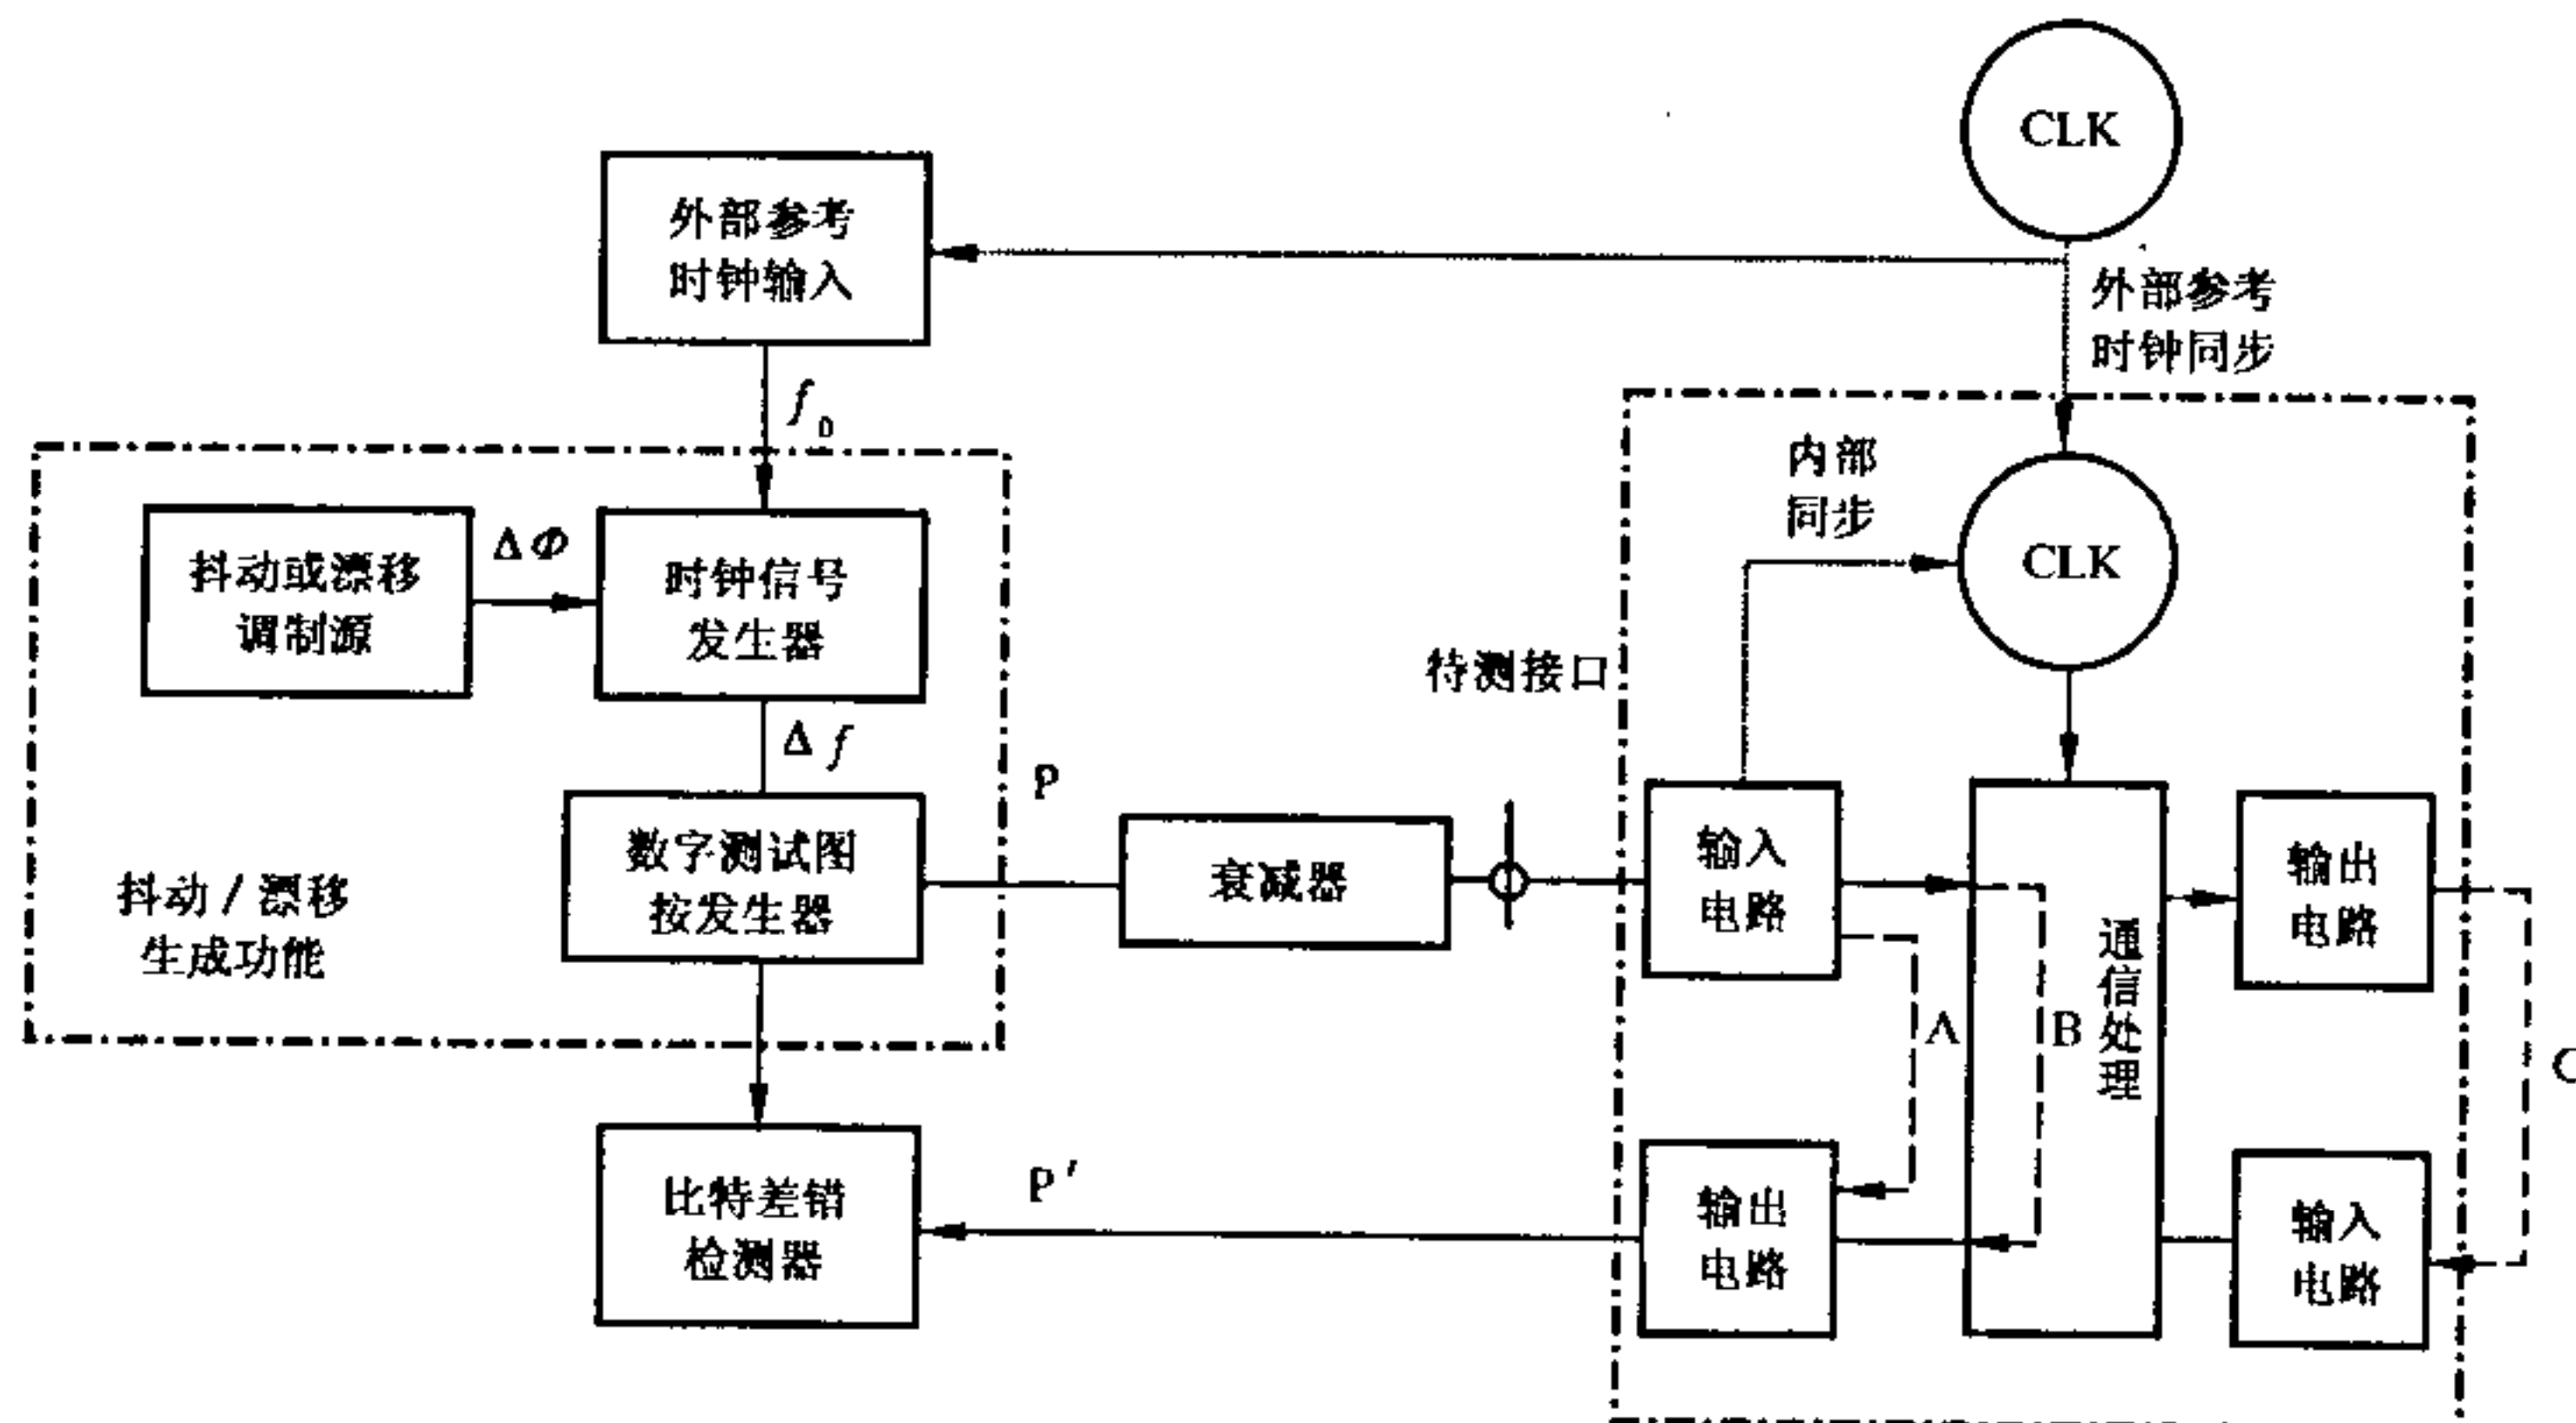 CLK
外部参考
时钟输入
外部参考
时钟同步
f₀
内部
同步
抖动或漂移
调制源
ΔΦ
时钟信号
发生器
CLK
待测接口
Δf
P
数字测试图
按发生器
衰减器
输入
电路
输出
电路
抖动/漂移
生成功能
通信处理
A
B
C
比特差错
检测器
P′
输出
电路
输入
电路